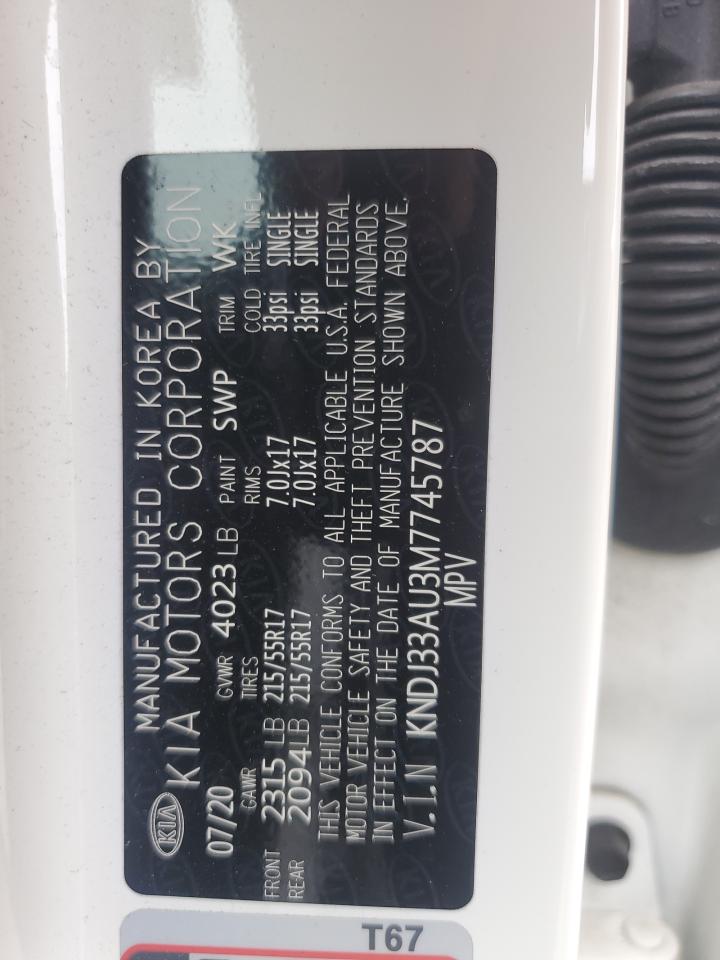 KIA
MANUFACTURED IN KOREA BY
KIA MOTORS CORPORATION
07/20 GVWR 4023 LB PAINT SWP TRIM WK
GAWR TIRES RIMS COLD TIRE INFL
FRONT 2315 LB 215/55R17 7.0Jx17 33psi SINGLE
REAR 2094 LB 215/55R17 7.0Jx17 33psi SINGLE
THIS VEHICLE CONFORMS TO ALL APPLICABLE U.S.A. FEDERAL
MOTOR VEHICLE SAFETY AND THEFT PREVENTION STANDARDS
IN EFFECT ON THE DATE OF MANUFACTURE SHOWN ABOVE.
V.I.N KNDJ33AU3M7745787
MPV
T67